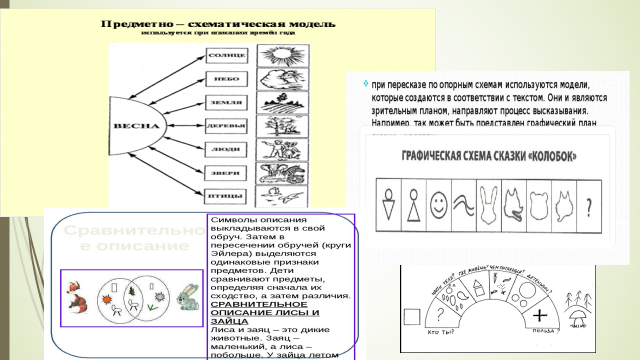 Предметно – схематическая модель
используется при описании времён года
ВЕСНА
СОЛНЦЕ
НЕБО
ЗЕМЛЯ
ДЕРЕВЬЯ
ЛЮДИ
ЗВЕРИ
ПТИЦЫ
при пересказе по опорным схемам используются модели,
которые создаются в соответствии с текстом. Они и являются
зрительным планом, направляют процесс высказывания.
Например, так может быть представлен графический план
ГРАФИЧЕСКАЯ СХЕМА СКАЗКИ «КОЛОБОК»
?
Сравнительно
е описание
Символы описания
выкладываются в свой
обруч. Затем в
пересечении обручей (круги
Эйлера) выделяются
одинаковые признаки
предметов. Дети
сравнивают предметы,
определяя сначала их
сходство, а затем различия.
СРАВНИТЕЛЬНОЕ
ОПИСАНИЕ ЛИСЫ И
ЗАЙЦА
Лиса и заяц – это дикие
животные. Заяц –
маленький, а лиса –
побольше. У зайца летом
ГДЕ ЖИВЁШЬ?
?
+
КТО ТЫ?
ПОЛЬЗА